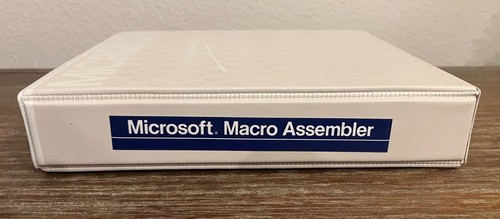 Microsoft. Macro Assembler